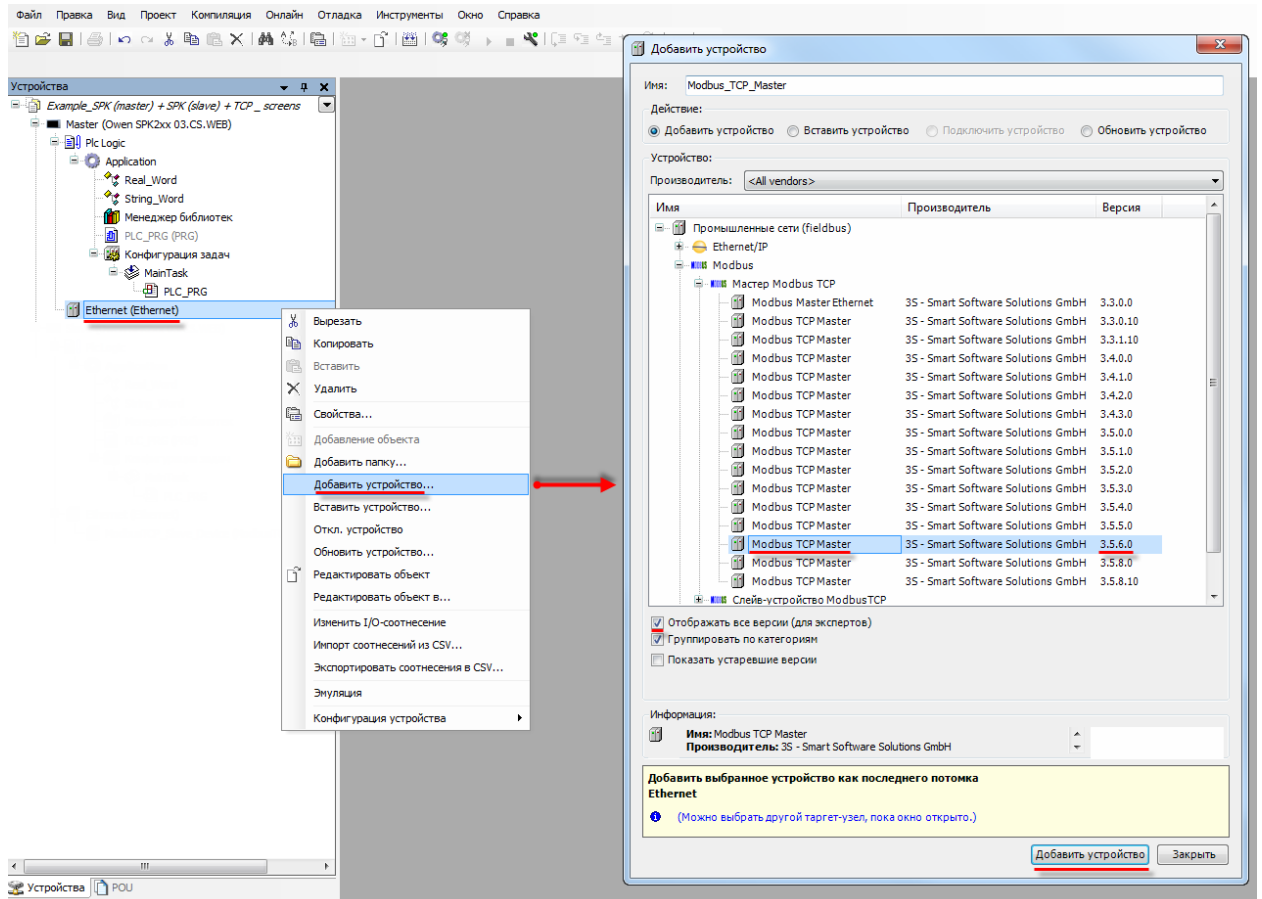 Файл Правка Вид Проект Компиляция Онлайн Отладка Инструменты Окно Справка
Устройства
Example_SPK (master) + SPK (slave) + TCP _ screens
Master (Owen SPK2xx 03.CS.WEB)
Plc Logic
Application
Real_Word
String_Word
Менеджер библиотек
PLC_PRG (PRG)
Конфигурация задач
MainTask
PLC_PRG
Ethernet (Ethernet)
Устройства POU
Вырезать
Копировать
Вставить
Удалить
Свойства...
Добавление объекта
Добавить папку...
Добавить устройство...
Вставить устройство...
Откл. устройство
Обновить устройство...
Редактировать объект
Редактировать объект в...
Изменить I/O-соотнесение
Импорт соотнесений из CSV...
Экспортировать соотнесения в CSV...
Эмуляция
Конфигурация устройства
Добавить устройство
Имя: Modbus_TCP_Master
Действие:
Добавить устройство Вставить устройство Подключить устройство Обновить устройство
Устройство:
Производитель: <All vendors>
Имя Производитель Версия
Промышленные сети (fieldbus)
Ethernet/IP
Modbus
Мастер Modbus TCP
Modbus Master Ethernet 3S - Smart Software Solutions GmbH 3.3.0.0
Modbus TCP Master 3S - Smart Software Solutions GmbH 3.3.0.10
Modbus TCP Master 3S - Smart Software Solutions GmbH 3.3.1.10
Modbus TCP Master 3S - Smart Software Solutions GmbH 3.4.0.0
Modbus TCP Master 3S - Smart Software Solutions GmbH 3.4.1.0
Modbus TCP Master 3S - Smart Software Solutions GmbH 3.4.2.0
Modbus TCP Master 3S - Smart Software Solutions GmbH 3.4.3.0
Modbus TCP Master 3S - Smart Software Solutions GmbH 3.5.0.0
Modbus TCP Master 3S - Smart Software Solutions GmbH 3.5.1.0
Modbus TCP Master 3S - Smart Software Solutions GmbH 3.5.2.0
Modbus TCP Master 3S - Smart Software Solutions GmbH 3.5.3.0
Modbus TCP Master 3S - Smart Software Solutions GmbH 3.5.4.0
Modbus TCP Master 3S - Smart Software Solutions GmbH 3.5.5.0
Modbus TCP Master 3S - Smart Software Solutions GmbH 3.5.6.0
Modbus TCP Master 3S - Smart Software Solutions GmbH 3.5.8.0
Modbus TCP Master 3S - Smart Software Solutions GmbH 3.5.8.10
Слейв-устройство ModbusTCP
Отображать все версии (для экспертов)
Группировать по категориям
Показать устаревшие версии
Информация:
Имя: Modbus TCP Master
Производитель: 3S - Smart Software Solutions GmbH
Добавить выбранное устройство как последнего потомка
Ethernet
(Можно выбрать другой таргет-узел, пока окно открыто.)
Добавить устройство Закрыть